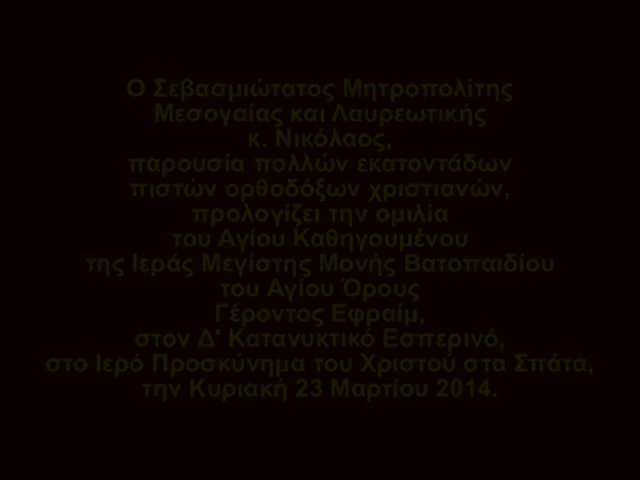 Ο Σεβασμιώτατος Μητροπολίτης
Μεσογαίας και Λαυρεωτικής
κ. Νικόλαος,
παρουσία πολλών εκατοντάδων
πιστών ορθοδόξων χριστιανών,
προλογίζει την ομιλία
του Αγίου Καθηγουμένου
της Ιεράς Μεγίστης Μονής Βατοπαιδίου
του Αγίου Όρους
Γέροντος Εφραίμ,
στον Δ' Κατανυκτικό Εσπερινό,
στο Ιερό Προσκύνημα του Χριστού στα Σπάτα,
την Κυριακή 23 Μαρτίου 2014.